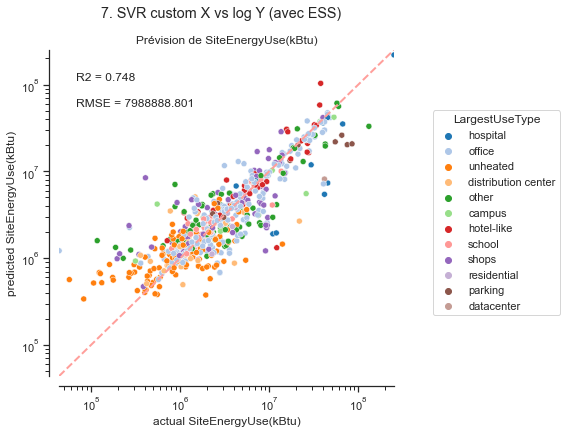 7. SVR custom X vs log Y (avec ESS)
Prévision de SiteEnergyUse(kBtu)
R2 = 0.748
RMSE = 7988888.801
predicted SiteEnergyUse(kBtu)
10⁸
10⁷
10⁶
10⁵
10⁵ 10⁶ 10⁷ 10⁸
actual SiteEnergyUse(kBtu)
LargestUseType
hospital
office
unheated
distribution center
other
campus
hotel-like
school
shops
residential
parking
datacenter